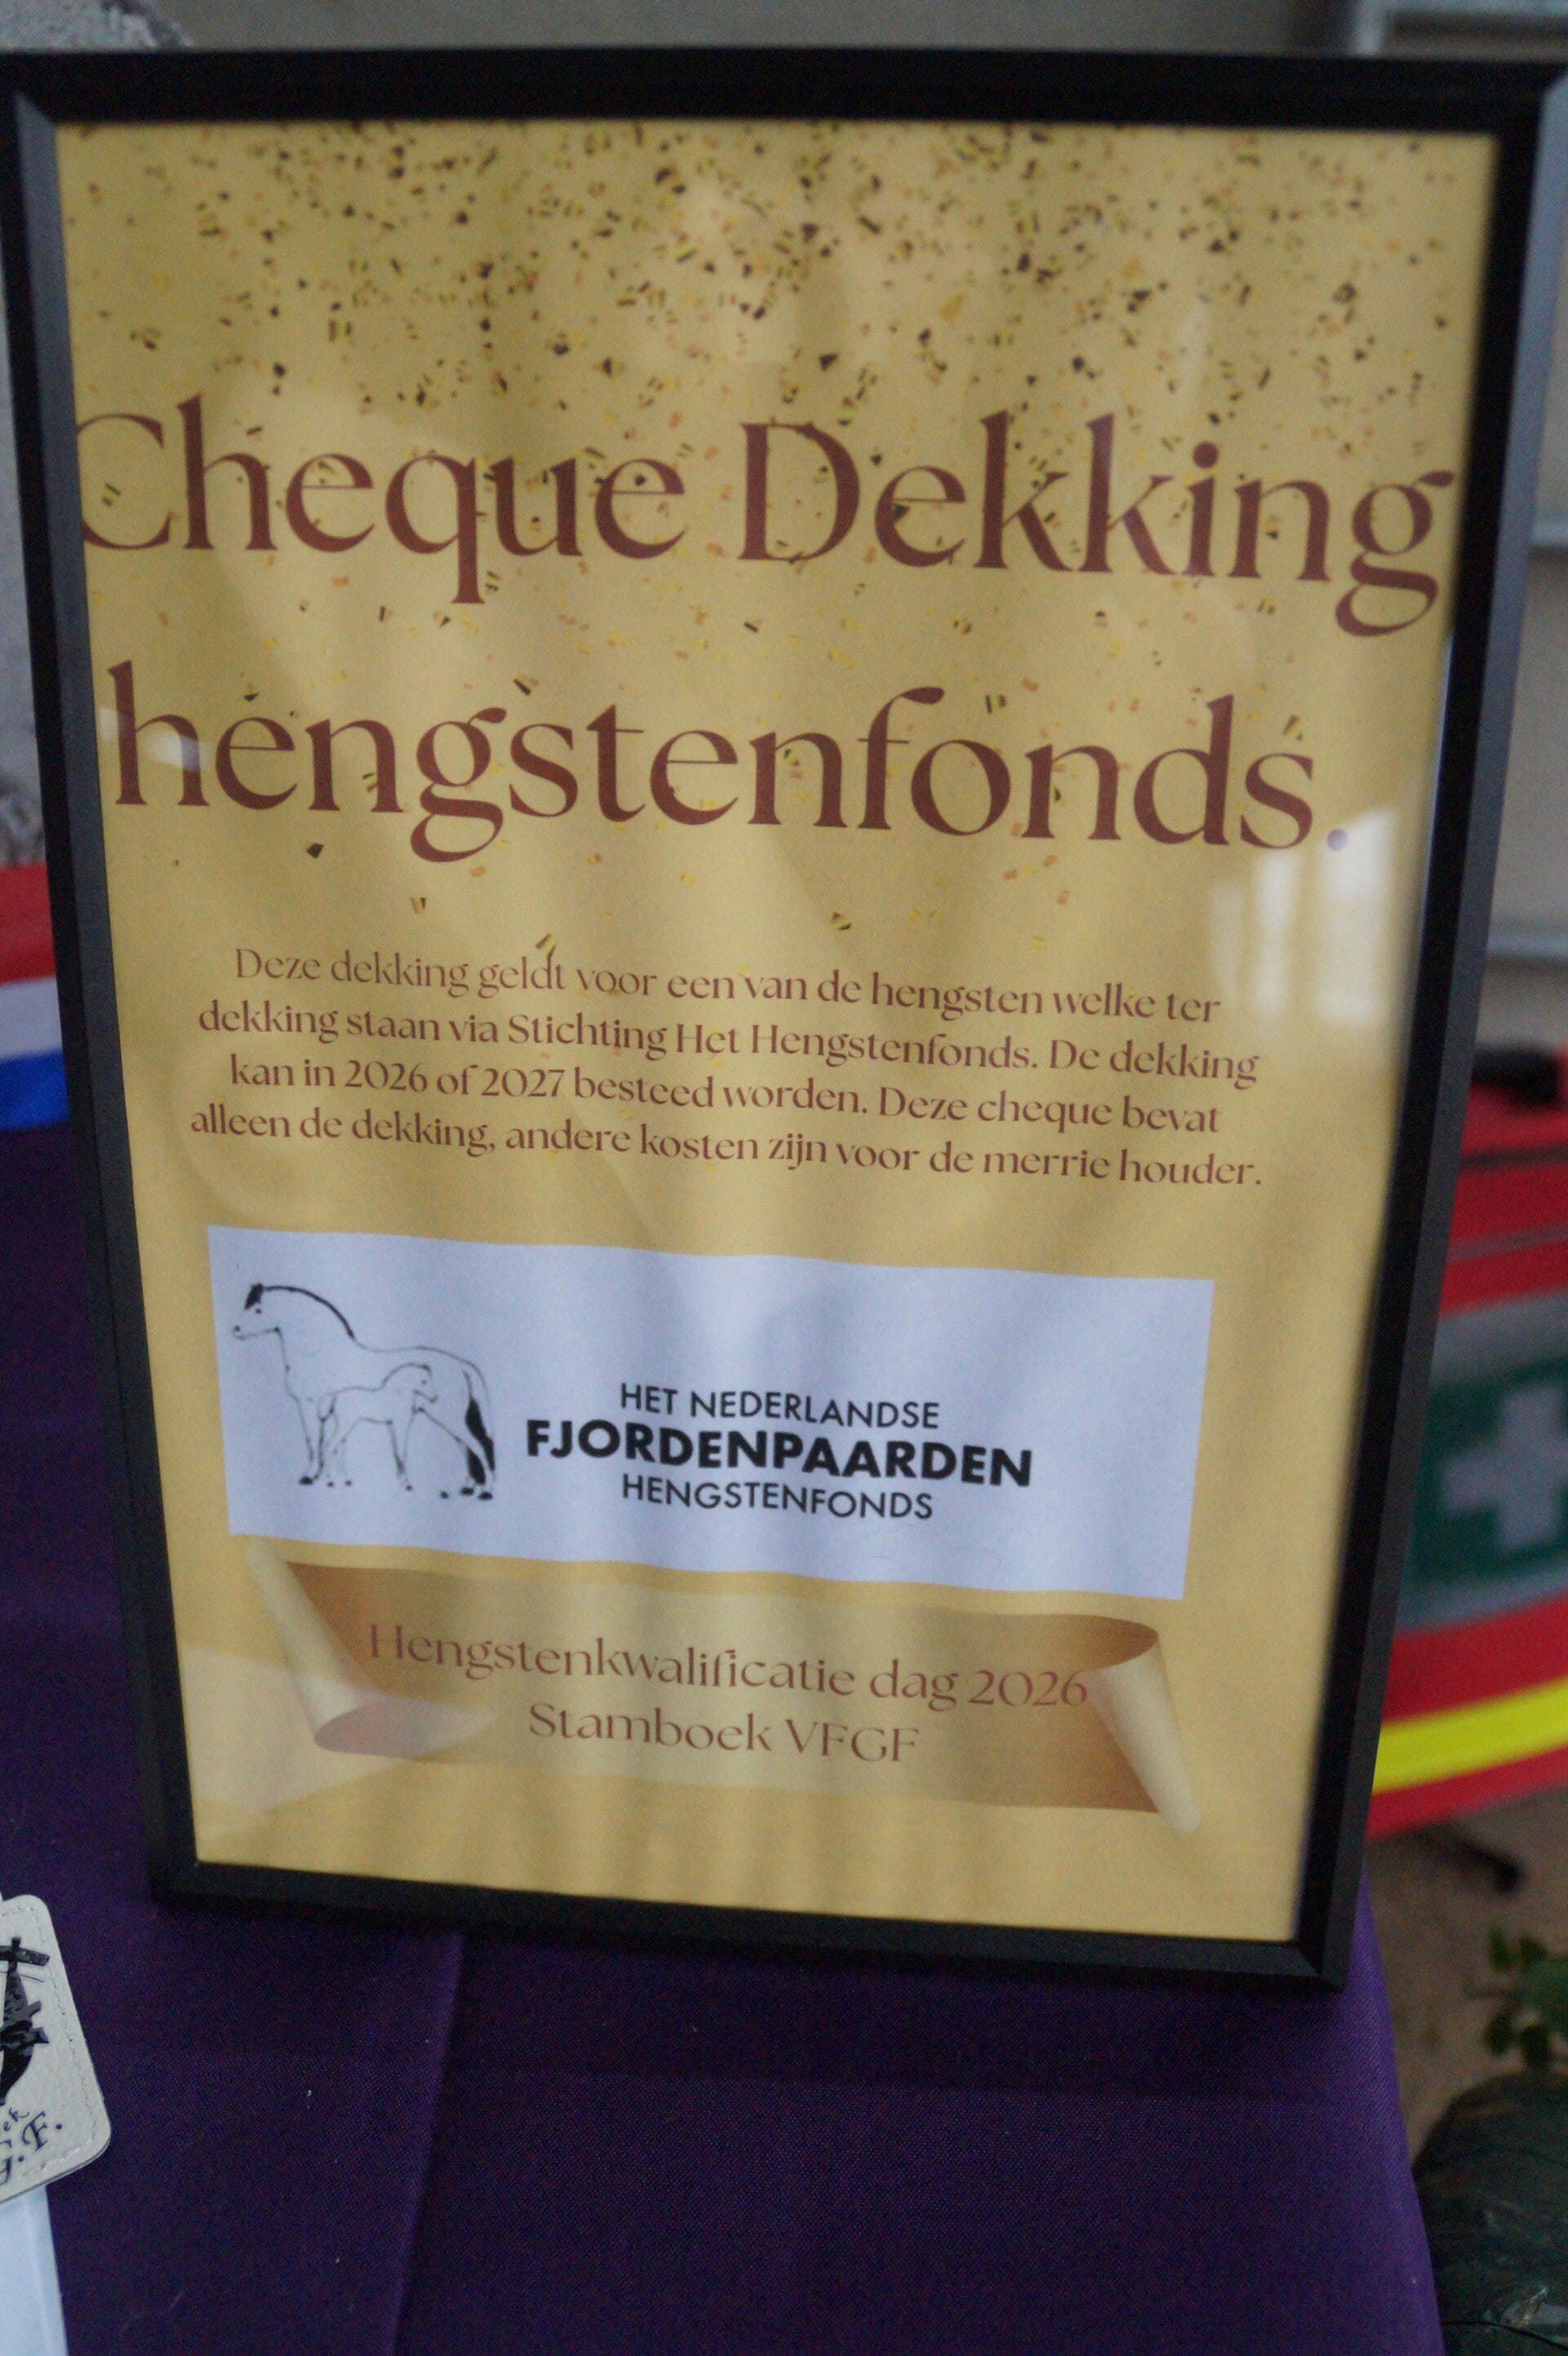 Cheque Dekking
hengstenfonds.
Deze dekking geldt voor een van de hengsten welke ter
dekking staan via Stichting Het Hengstenfonds. De dekking
kan in 2026 of 2027 besteed worden. Deze cheque bevat
alleen de dekking, andere kosten zijn voor de merrie houder.
HET NEDERLANDSE
FJORDENPAARDEN
HENGSTENFONDS
Hengstenkwalificatie dag 2026
Stamboek VFGF